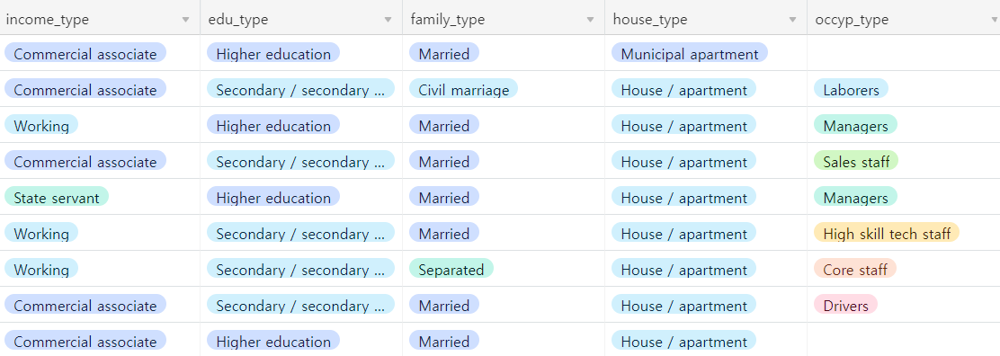 income_type edu_type family_type house_type occyp_type
Commercial associate Higher education Married Municipal apartment
Commercial associate Secondary / secondary ... Civil marriage House / apartment Laborers
Working Higher education Married House / apartment Managers
Commercial associate Secondary / secondary ... Married House / apartment Sales staff
State servant Higher education Married House / apartment Managers
Working Secondary / secondary ... Married House / apartment High skill tech staff
Working Secondary / secondary ... Separated House / apartment Core staff
Commercial associate Secondary / secondary ... Married House / apartment Drivers
Commercial associate Higher education Married House / apartment